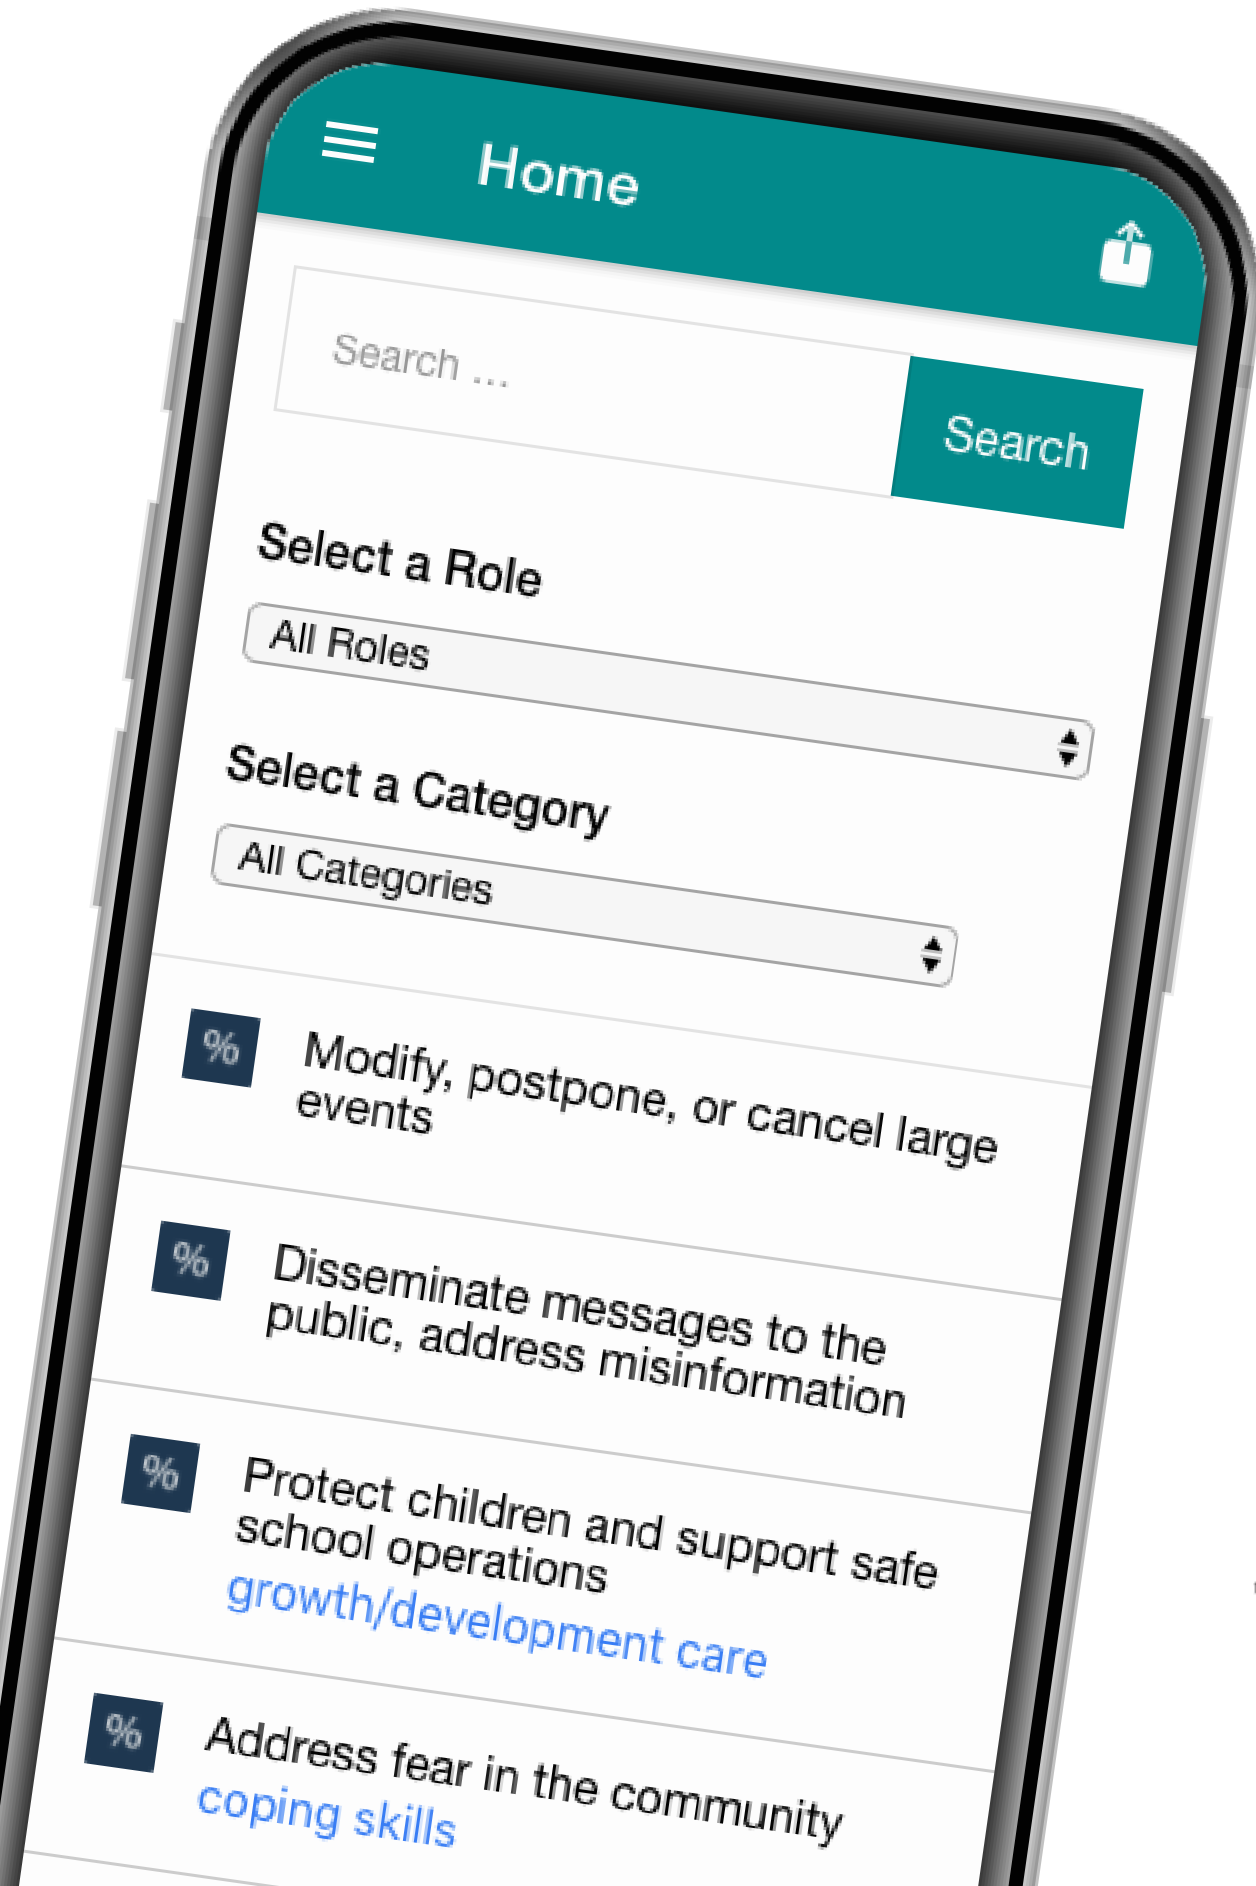 Home
Search ...
Search
Select a Role
All Roles
Select a Category
All Categories
%
Modify, postpone, or cancel large
events
%
Disseminate messages to the
public, address misinformation
%
Protect children and support safe
school operations
growth/development care
%
Address fear in the community
coping skills